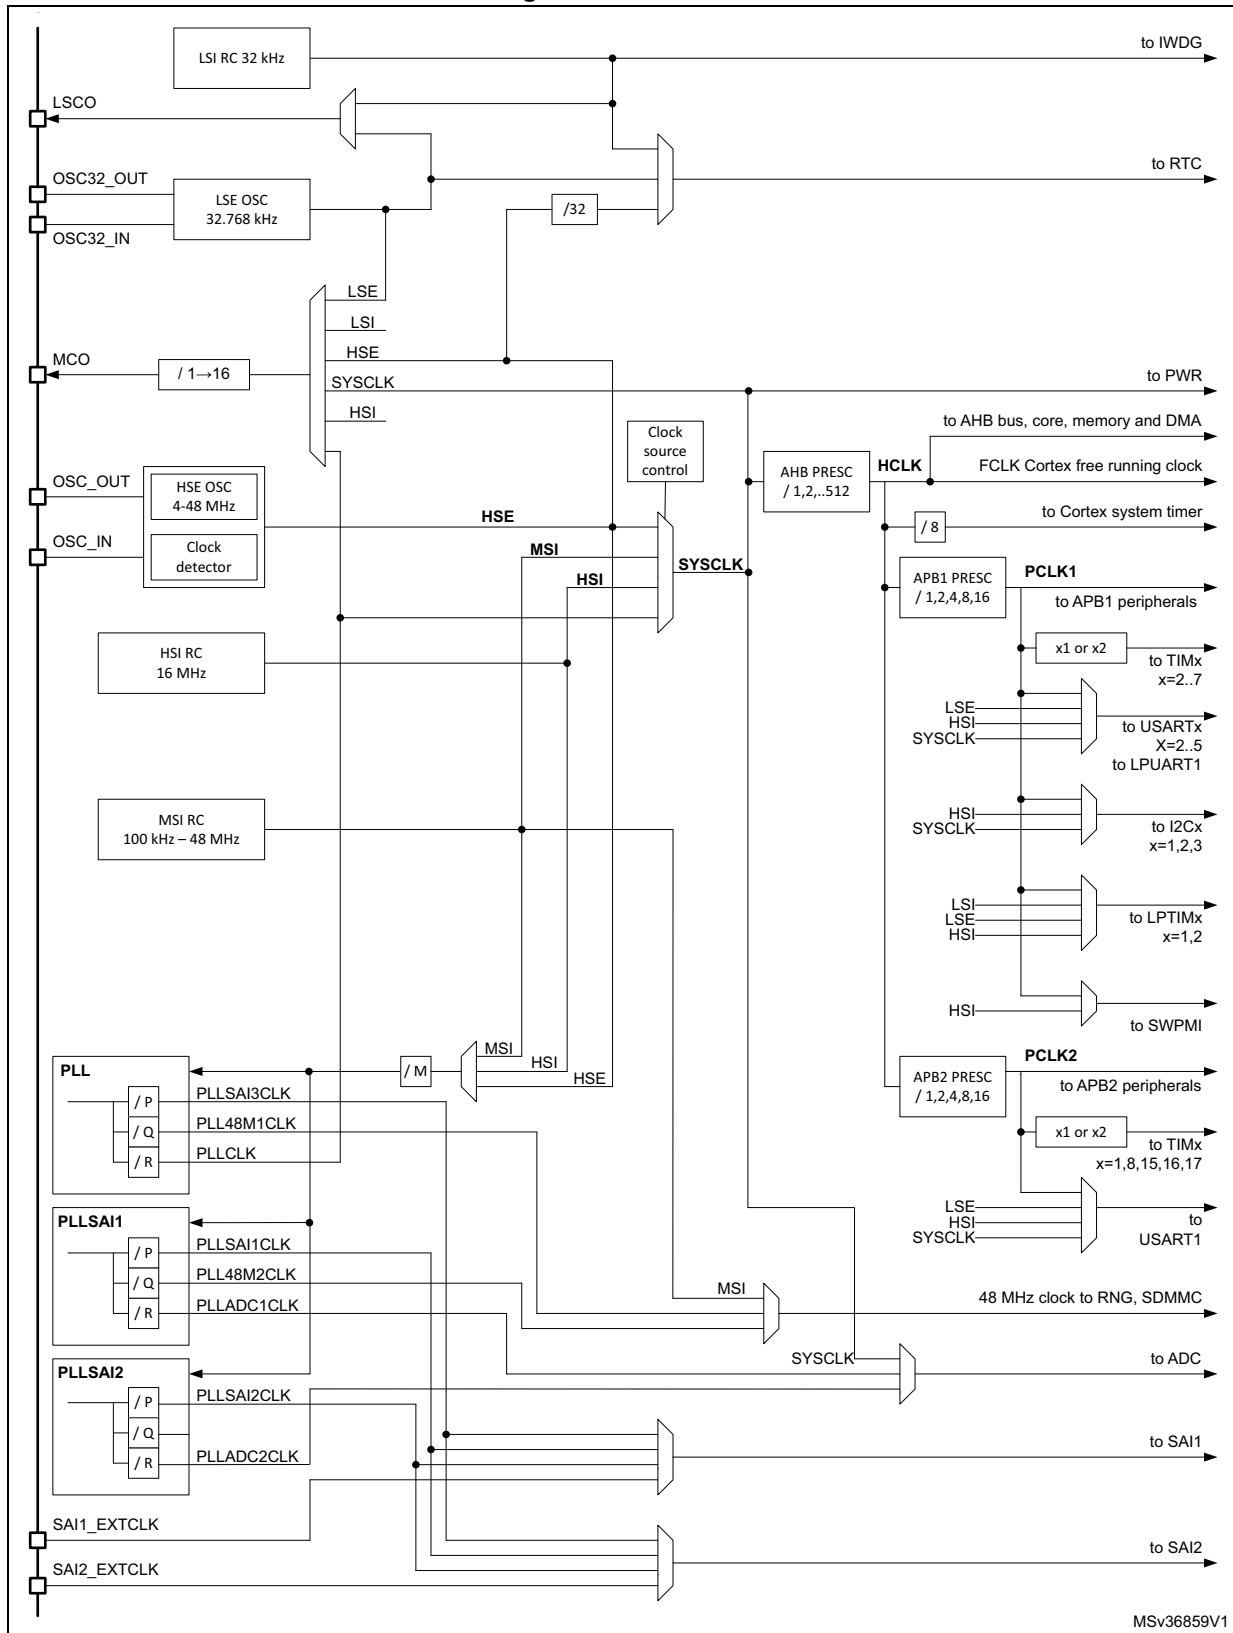 LSI RC 32 kHz
to IWDG
LSCO
OSC32_OUT
LSE OSC
32.768 kHz
OSC32_IN
/32
to RTC
LSE
LSI
HSE
SYSCLK
HSI
MCO
/ 1→16
to PWR
Clock
source
control
to AHB bus, core, memory and DMA
AHB PRESC
/ 1,2,..512
HCLK
FCLK Cortex free running clock
/ 8
to Cortex system timer
OSC_OUT
HSE OSC
4-48 MHz
OSC_IN
Clock
detector
HSE
MSI
HSI
SYSCLK
APB1 PRESC
/ 1,2,4,8,16
PCLK1
to APB1 peripherals
HSI RC
16 MHz
x1 or x2
to TIMx
x=2..7
LSE
HSI
SYSCLK
to USARTx
X=2..5
to LPUART1
MSI RC
100 kHz – 48 MHz
HSI
SYSCLK
to I2Cx
x=1,2,3
LSI
LSE
HSI
to LPTIMx
x=1,2
HSI
to SWPMI
MSI
HSI
HSE
/ M
PLL
/ P
PLLSAI3CLK
/ Q
PLL48M1CLK
/ R
PLLCLK
APB2 PRESC
/ 1,2,4,8,16
PCLK2
to APB2 peripherals
x1 or x2
to TIMx
x=1,8,15,16,17
LSE
HSI
SYSCLK
to
USART1
PLLSAI1
/ P
PLLSAI1CLK
/ Q
PLL48M2CLK
/ R
PLLADC1CLK
MSI
48 MHz clock to RNG, SDMMC
SYSCLK
to ADC
PLLSAI2
/ P
PLLSAI2CLK
/ Q
/ R
PLLADC2CLK
to SAI1
SAI1_EXTCLK
to SAI2
SAI2_EXTCLK
MSv36859V1